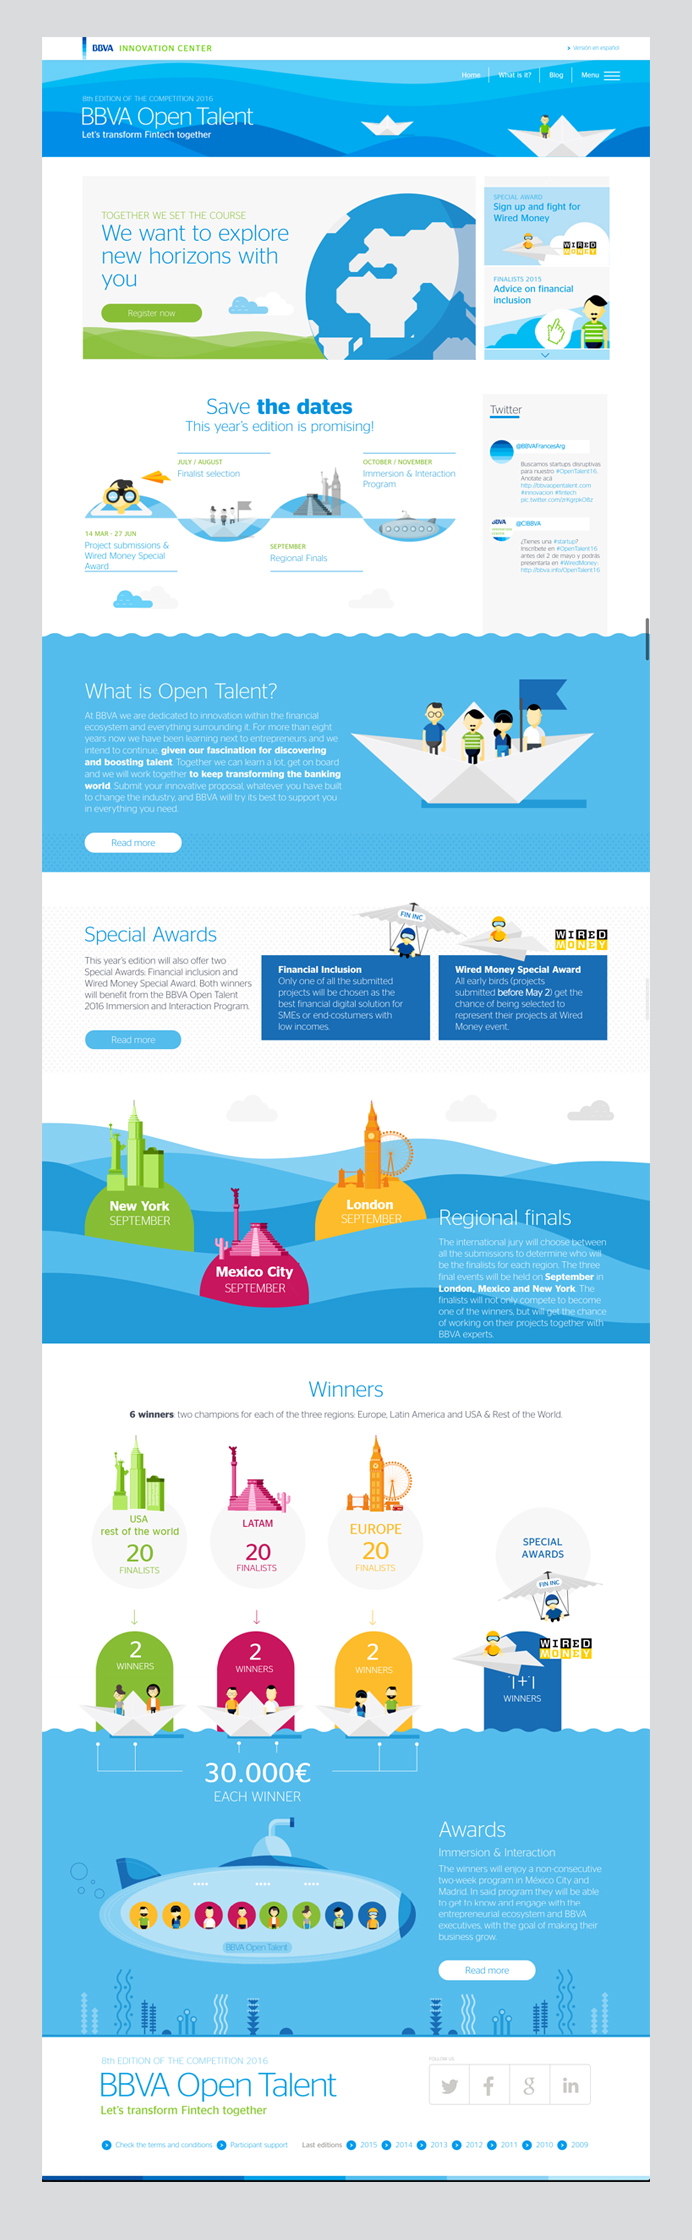 BBVA INNOVATION CENTER
Versión en español
Home
What is it?
Blog
Menu
8th EDITION OF THE COMPETITION 2016
BBVA Open Talent
Let's transform Fintech together
TOGETHER WE SET THE COURSE
We want to explore
new horizons with
you
Register now
SPECIAL AWARD
Sign up and fight for
Wired Money
WIRED
MONEY
FINALISTS 2015
Advice on financial
inclusion
Save the dates
This year's edition is promising!
JULY / AUGUST
Finalist selection
OCTOBER / NOVEMBER
Immersion & Interaction
Program
14 MAR - 27 JUN
Project submissions &
Wired Money Special
Award
SEPTEMBER
Regional Finals
Twitter
@BBVAFrancesArg
Buscamos startups disruptivas
para nuestro #OpenTalent16.
Anotate acá
http://bbvaopentalent.com
#innovacion #fintech
@CIBBVA
¿Tienes una #startup?
Inscríbete en #OpenTalent16
antes del 2 de mayo y podrás
presentarla en #WiredMoney:
http://bbva.info/OpenTalent16
What is Open Talent?
At BBVA we are dedicated to innovation within the financial
ecosystem and everything surrounding it. For more than eight
years now we have been learning next to entrepreneurs and we
intend to continue, given our fascination for discovering
and boosting talent. Together we can learn a lot, get on board
and we will work together to keep transforming the banking
world. Submit your innovative proposal, whatever you have built
to change the industry, and BBVA will try its best to support you
in everything you need.
Read more
Special Awards
This year's edition will also offer two
Special Awards: Financial inclusion and
Wired Money Special Award. Both winners
will benefit from the BBVA Open Talent
2016 Immersion and Interaction Program.
Read more
FIN INC
Financial Inclusion
Only one of all the submitted
projects will be chosen as the
best financial digital solution for
SMEs or end-costumers with
low incomes.
WIRED
MONEY
Wired Money Special Award
All early birds (projects
submitted before May 2) get the
chance of being selected to
represent their projects at Wired
Money event.
New York
SEPTEMBER
London
SEPTEMBER
Mexico City
SEPTEMBER
Regional finals
The international jury will choose between
all the submissions to determine who will
be the finalists for each region. The three
final events will be held on September in
London, Mexico and New York. The
finalists will not only compete to become
one of the winners, but will get the chance
of working on their projects together with
BBVA experts.
Winners
6 winners: two champions for each of the three regions: Europe, Latin America and USA & Rest of the World.
USA
rest of the world
20
FINALISTS
LATAM
20
FINALISTS
EUROPE
20
FINALISTS
SPECIAL
AWARDS
FIN INC
2
WINNERS
2
WINNERS
2
WINNERS
WIRED
MONEY
1+1
WINNERS
30.000€
EACH WINNER
BBVA Open Talent
Awards
Immersion & Interaction
The winners will enjoy a non-consecutive
two-week program in México City and
Madrid. In said program they will be able
to get to know and engage with the
entrepreneurial ecosystem and BBVA
executives, with the goal of making their
business grow.
Read more
8th EDITION OF THE COMPETITION 2016
BBVA Open Talent
Let's transform Fintech together
FOLLOW US
Check the terms and conditions
Participant support
Last editions
2015
2014
2013
2012
2011
2010
2009